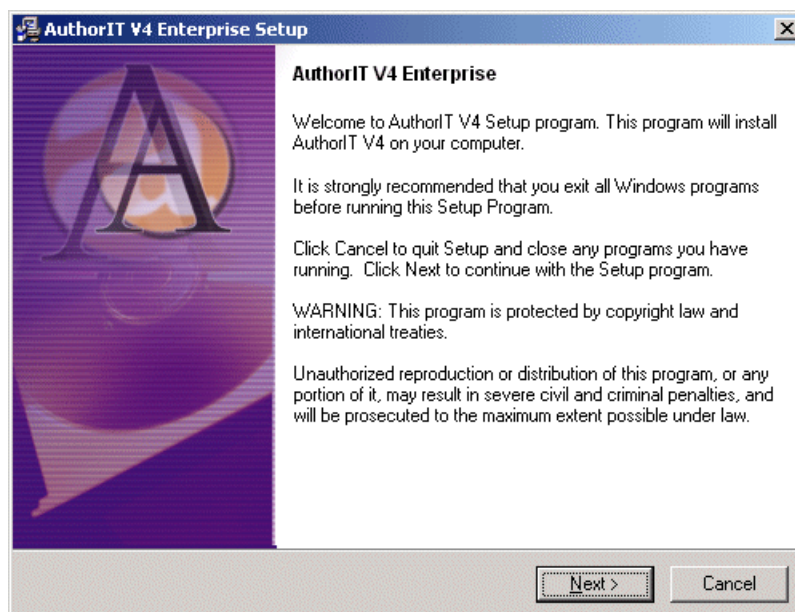 AuthorIT V4 Enterprise Setup
AuthorIT V4 Enterprise
Welcome to AuthorIT V4 Setup program. This program will install
AuthorIT V4 on your computer.
It is strongly recommended that you exit all Windows programs
before running this Setup Program.
Click Cancel to quit Setup and close any programs you have
running. Click Next to continue with the Setup program.
WARNING: This program is protected by copyright law and
international treaties.
Unauthorized reproduction or distribution of this program, or any
portion of it, may result in severe civil and criminal penalties, and
will be prosecuted to the maximum extent possible under law.
A
a
Next >
Cancel